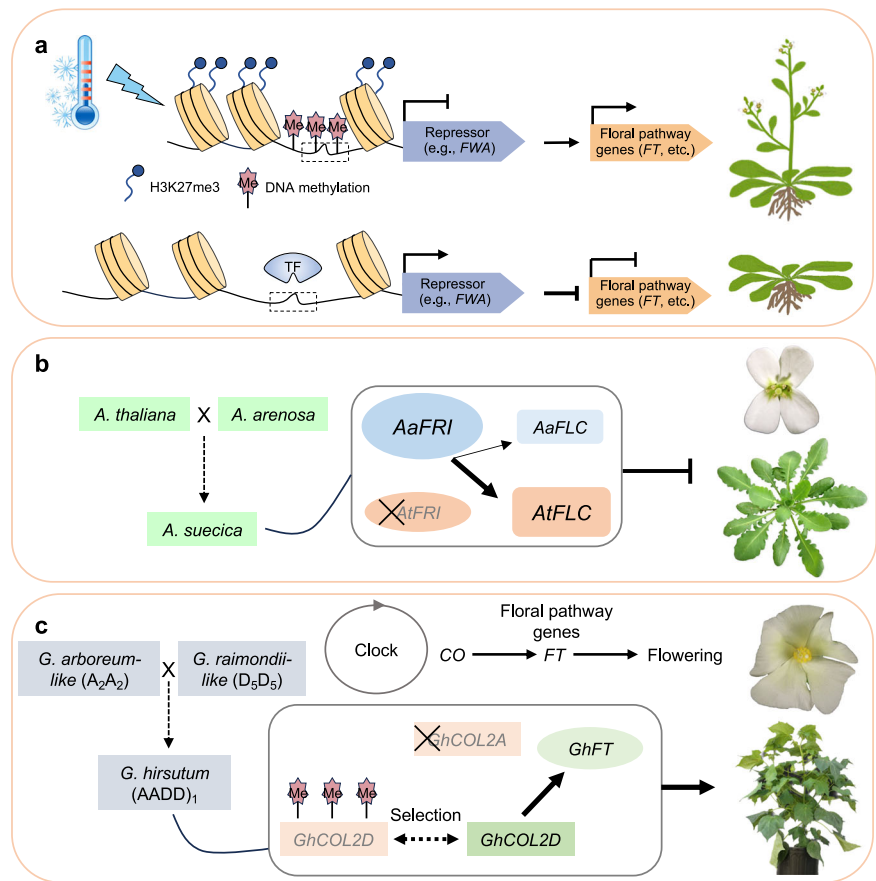 a
Me Me Me
Repressor
(e.g., FWA)
Floral pathway
genes (FT, etc.)
H3K27me3
Me
DNA methylation
TF
Repressor
(e.g., FWA)
Floral pathway
genes (FT, etc.)
b
A. thaliana X A. arenosa
A. suecica
AaFRI
AaFLC
AtFRI
AtFLC
c
G. arboreum-
like (A₂A₂)
X
G. raimondii-
like (D₅D₅)
G. hirsutum
(AADD)₁
Clock
Floral pathway
genes
CO FT Flowering
GhCOL2A
GhFT
Me Me Me
Selection
GhCOL2D
GhCOL2D